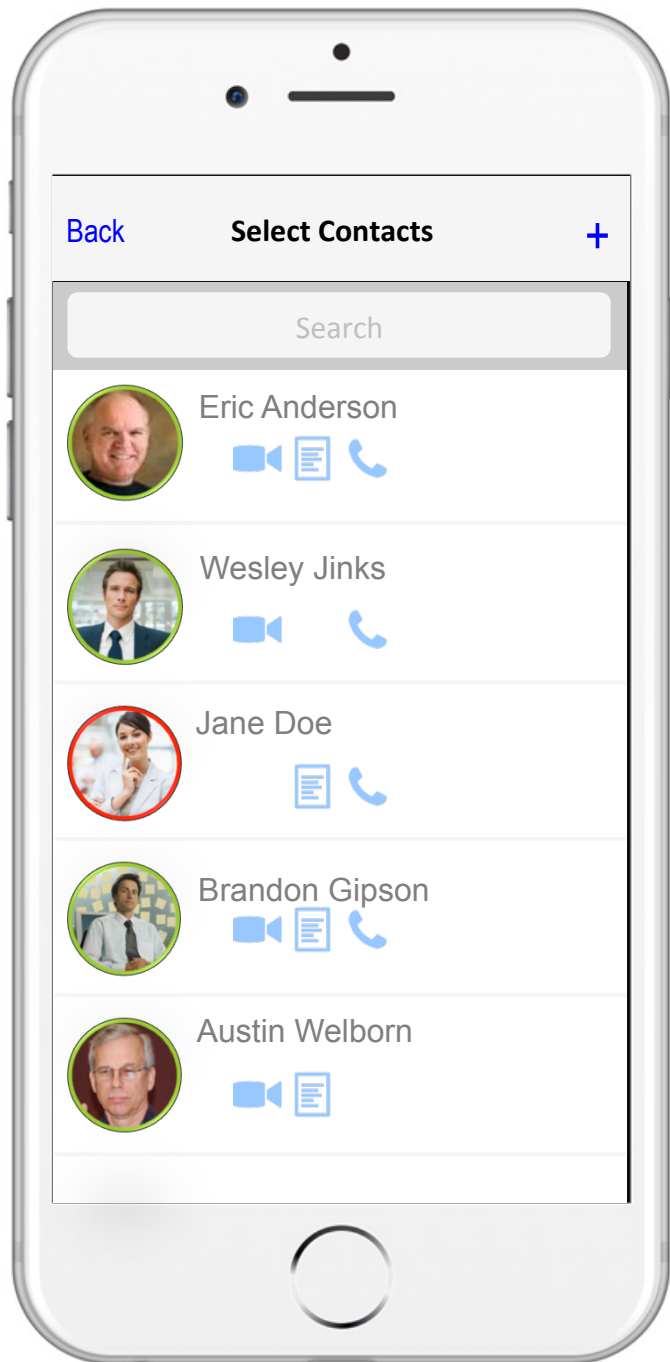 Back Select Contacts +
Search
Eric Anderson
Wesley Jinks
Jane Doe
Brandon Gipson
Austin Welborn